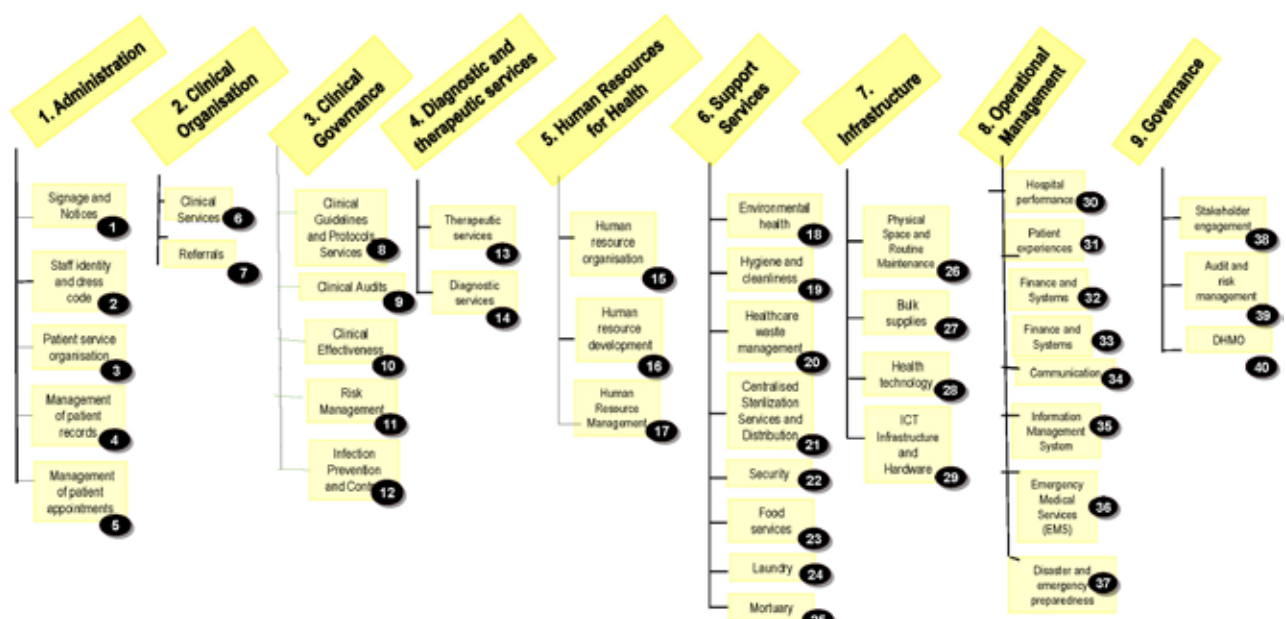 1. Administration
Signage and
Notices
1
Staff identity
and dress
code
2
Patient service
organisation
3
Management
of patient
records
4
Management
of patient
appointments
5
2. Clinical
Organisation
Clinical
Services
6
Referrals
7
3. Clinical
Governance
Clinical
Guidelines
and Protocols
Services
8
Clinical Audits
9
Clinical
Effectiveness
10
Risk
Management
11
Infection
Prevention
and Contr
12
4. Diagnostic and
therapeutic services
Therapeutic
services
13
Diagnostic
services
14
5. Human Resources
for Health
Human
resource
organisation
15
Human
resource
development
16
Human
Resource
Management
17
6. Support
Services
Environmental
health
18
Hygiene and
cleanliness
19
Healthcare
waste
management
20
Centralised
Sterilization
Services and
Distribution
21
Security
22
Food
services
23
Laundry
24
Mortuary
25
7.
Infrastructure
Physical
Space and
Routine
Maintenance
26
Bulk
supplies
27
Health
technology
28
ICT
Infrastructure
and
Hardware
29
8. Operational
Management
Hospital
performance
30
Patient
experiences
31
Finance and
Systems
32
Finance and
Systems
33
Communication
34
Information
Management
System
35
Emergency
Medical
Services
(EMS)
36
Disaster and
emergency
preparedness
37
9. Governance
Stakeholder
engagement
38
Audit and
risk
management
39
DHMO
40